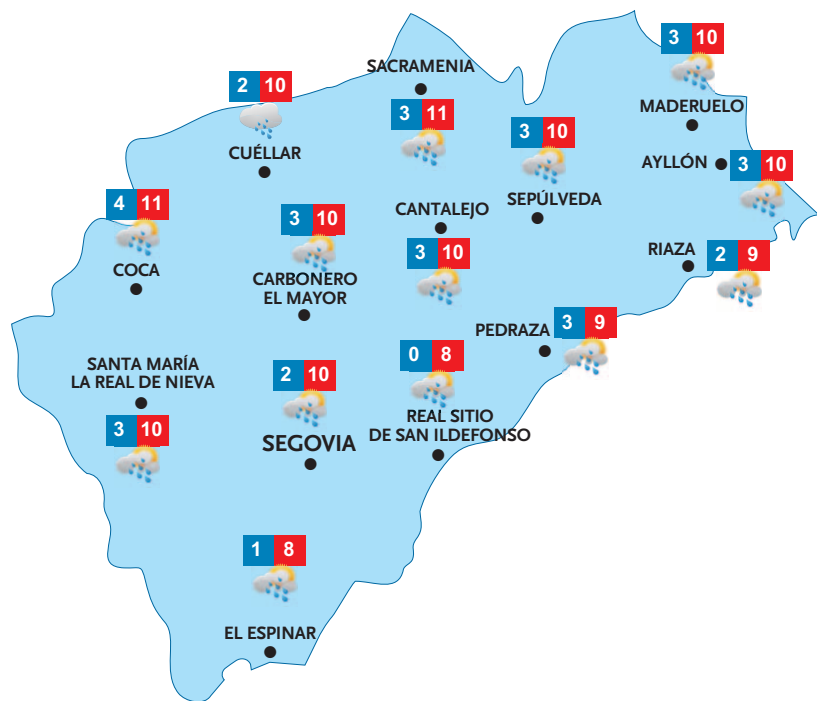 3 10
MADERUELO
SACRAMENIA
3 11
2 10
CUÉLLAR
3 10
SEPÚLVEDA
AYLLÓN
3 10
4 11
COCA
3 10
CARBONERO
EL MAYOR
CANTALEJO
3 10
RIAZA
2 9
PEDRAZA
3 9
SANTA MARÍA
LA REAL DE NIEVA
3 10
2 10
SEGOVIA
0 8
REAL SITIO
DE SAN ILDEFONSO
1 8
EL ESPINAR